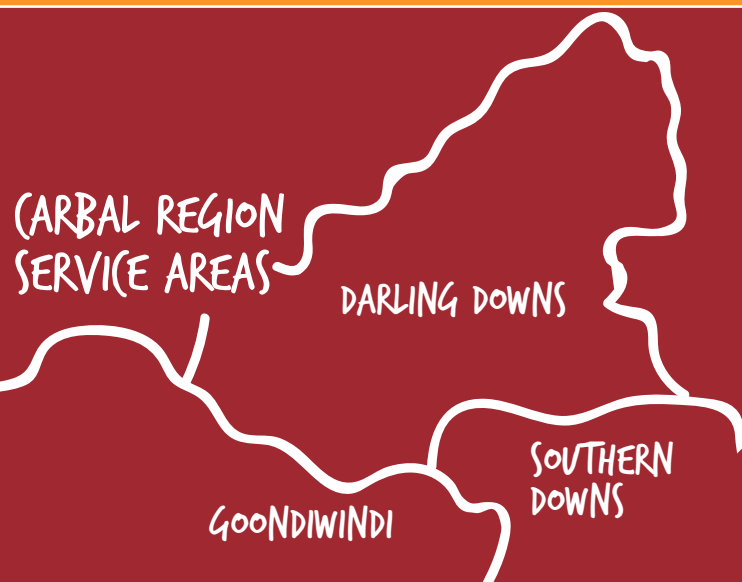 CARBAL REGION
SERVICE AREAS
DARLING DOWNS
SOUTHERN
DOWNS
GOONDIWINDI